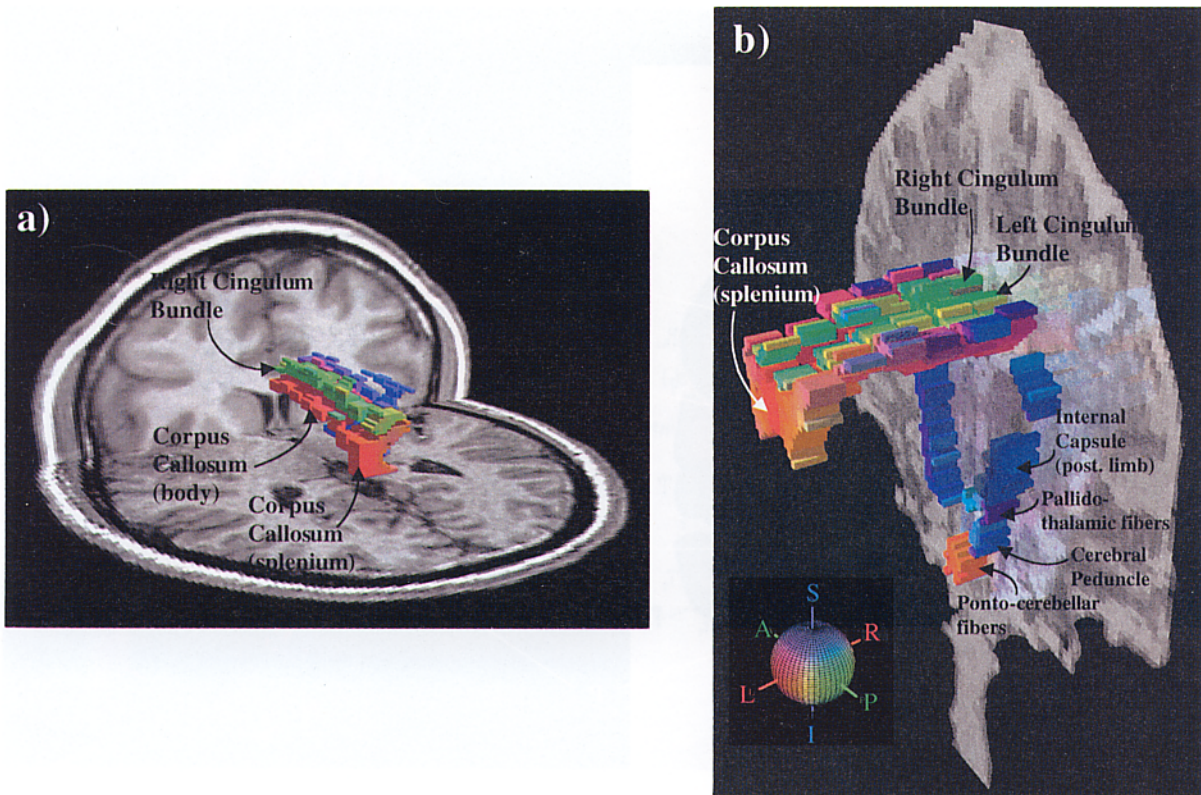 a)
Right Cingulum
Bundle
Corpus
Callosum
(body)
Corpus
Callosum
(splenium)
b)
Right Cingulum
Bundle
Left Cingulum
Bundle
Corpus
Callosum
(splenium)
Internal
Capsule
(post. limb)
Pallido-
thalamic fibers
Cerebral
Peduncle
Ponto-cerebellar
fibers
S
A R
L P
I